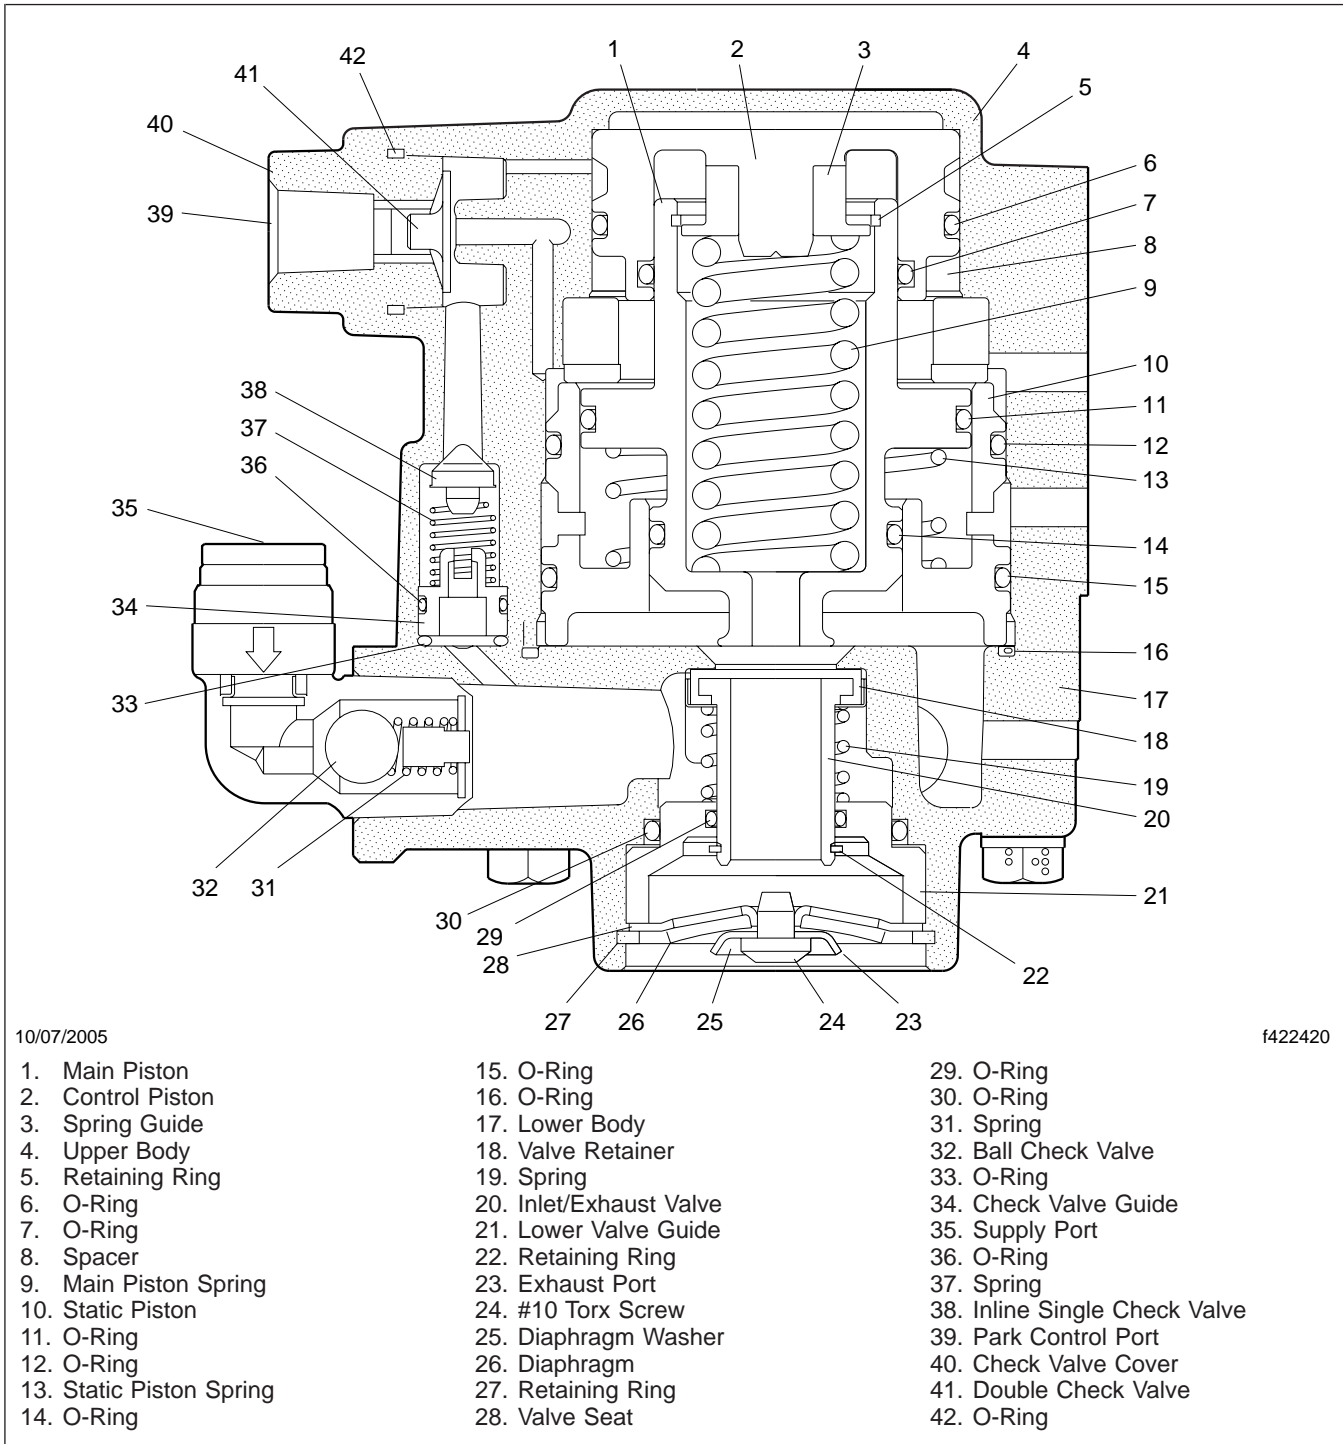 42
1
2
3
4
41
5
40
6
39
7
8
9
10
38
11
37
12
36
13
35
14
15
34
16
33
17
18
19
20
32
31
21
30
29
28
22
27
26
25
24
23
10/07/2005
f422420
1. Main Piston
2. Control Piston
3. Spring Guide
4. Upper Body
5. Retaining Ring
6. O-Ring
7. O-Ring
8. Spacer
9. Main Piston Spring
10. Static Piston
11. O-Ring
12. O-Ring
13. Static Piston Spring
14. O-Ring
15. O-Ring
16. O-Ring
17. Lower Body
18. Valve Retainer
19. Spring
20. Inlet/Exhaust Valve
21. Lower Valve Guide
22. Retaining Ring
23. Exhaust Port
24. #10 Torx Screw
25. Diaphragm Washer
26. Diaphragm
27. Retaining Ring
28. Valve Seat
29. O-Ring
30. O-Ring
31. Spring
32. Ball Check Valve
33. O-Ring
34. Check Valve Guide
35. Supply Port
36. O-Ring
37. Spring
38. Inline Single Check Valve
39. Park Control Port
40. Check Valve Cover
41. Double Check Valve
42. O-Ring